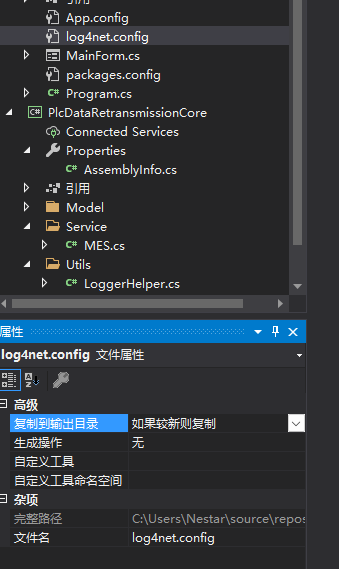 引用
App.config
log4net.config
MainForm.cs
packages.config
Program.cs
PlcDataRetransmissionCore
Connected Services
Properties
AssemblyInfo.cs
引用
Model
Service
MES.cs
Utils
LoggerHelper.cs
属性
log4net.config 文件属性
高级
复制到输出目录 如果较新则复制
生成操作 无
自定义工具
自定义工具命名空间
杂项
完整路径 C:\Users\Nestar\source\repos
文件名 log4net.config